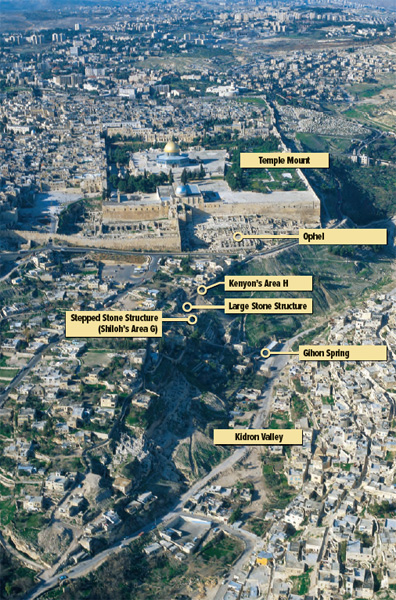 Temple Mount
Ophel
Kenyon's Area H
Large Stone Structure
Stepped Stone Structure
(Shiloh's Area G)
Gihon Spring
Kidron Valley